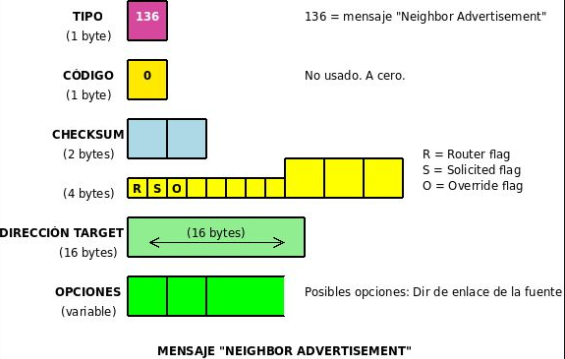 TIPO
(1 byte)
136
136 = mensaje "Neighbor Advertisement"
CÓDIGO
(1 byte)
0
No usado. A cero.
CHECKSUM
(2 bytes)
(4 bytes)
R S O
R = Router flag
S = Solicited flag
O = Override flag
DIRECCIÓN TARGET
(16 bytes)
(16 bytes)
OPCIONES
(variable)
Posibles opciones: Dir de enlace de la fuente
MENSAJE "NEIGHBOR ADVERTISEMENT"